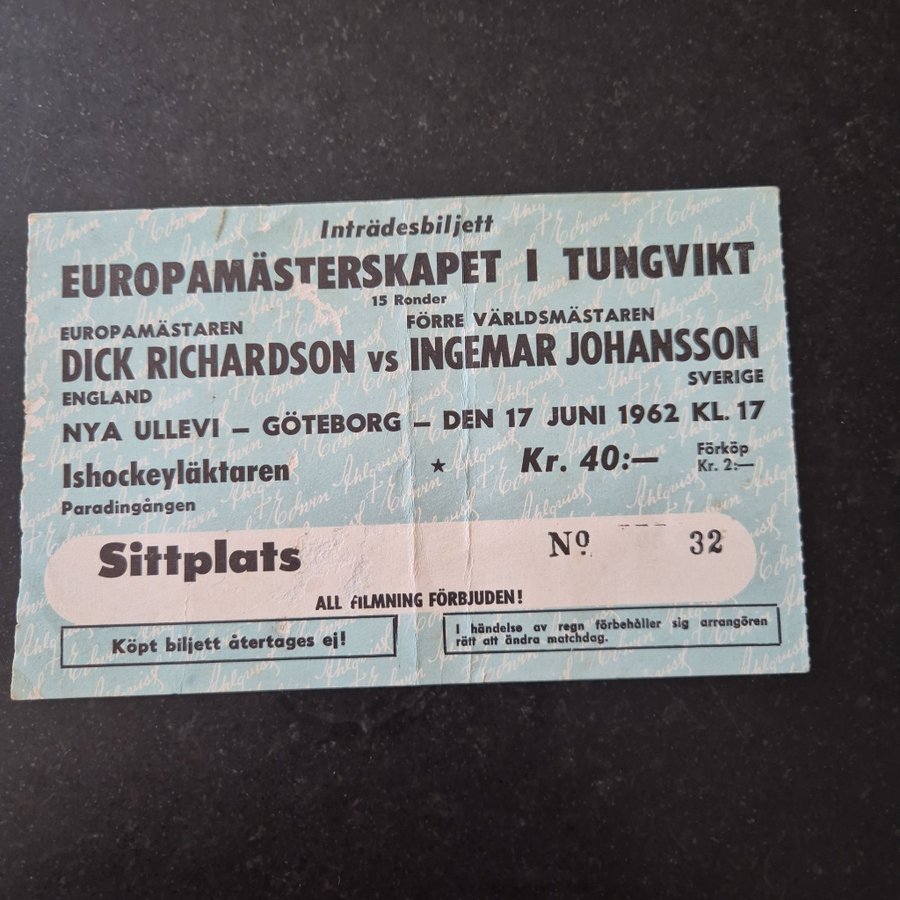 Inträdesbiljett
EUROPAMÄSTERSKAPET I TUNGVIKT
15 Ronder
EUROPAMÄSTAREN FÖRRE VÄRLDSMÄSTAREN
DICK RICHARDSON vs INGEMAR JOHANSSON
ENGLAND SVERIGE
NYA ULLEVI – GÖTEBORG – DEN 17 JUNI 1962 KL. 17
Ishockeyläktaren ★ Kr. 40:— Förköp
Kr. 2:—
Paradingången
Sittplats Nº 32
ALL FILMNING FÖRBJUDEN!
Köpt biljett återtages ej!
I händelse av regn förbehåller sig arrangören
rätt att ändra matchdag.